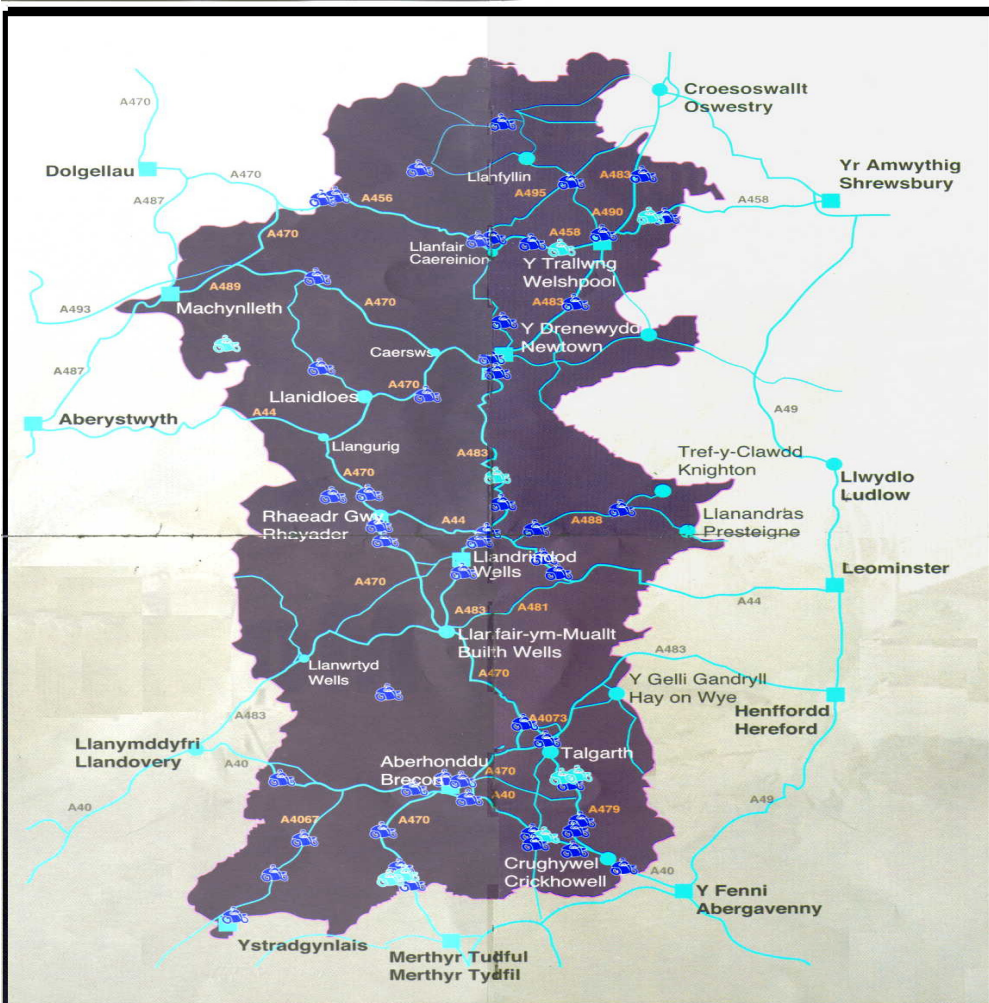 Croesoswallt
Oswestry
A470
Dolgellau
A470
Llanfyllin
A483
Yr Amwythig
Shrewsbury
A487
A456
A495
A490
A458
A470
A458
Llanfair
Caereinion
Y Trallwng
Welshpool
A489
A493
Machynlleth
A470
A483
Y Drenewydd
Newtown
Caersws
A487
A470
Llanidloes
A44
Aberystwyth
A49
Llangurig
A483
Tref-y-Clawdd
Knighton
Llwydlo
Ludlow
A470
Rhaeadr Gwy
Rhayader
A44
A488
Llanandras
Presteigne
Llandrindod
Wells
Leominster
A470
A483
A481
A44
Llanfair-ym-Muallt
Builth Wells
A483
Llanwrtyd
Wells
A470
Y Gelli Gandryll
Hay on Wye
Henffordd
Hereford
A483
A4073
Llanymddyfri
Llandovery
Aberhonddu
Brecon
Talgarth
A40
A470
A40
A49
A40
A4067
A470
A479
Crughywel
Crickhowell
A40
Y Fenni
Abergavenny
Ystradgynlais
Merthyr Tudful
Merthyr Tydfil